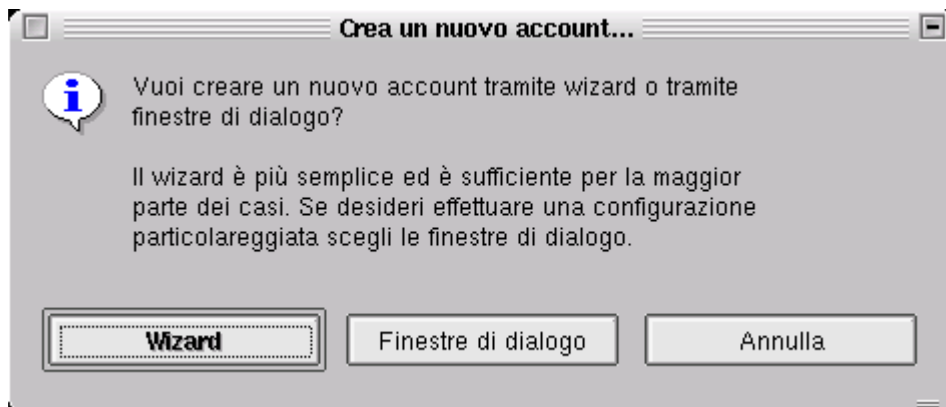 Crea un nuovo account...
Vuoi creare un nuovo account tramite wizard o tramite
finestre di dialogo?
Il wizard è più semplice ed è sufficiente per la maggior
parte dei casi. Se desideri effettuare una configurazione
particolareggiata scegli le finestre di dialogo.
Wizard Finestre di dialogo Annulla